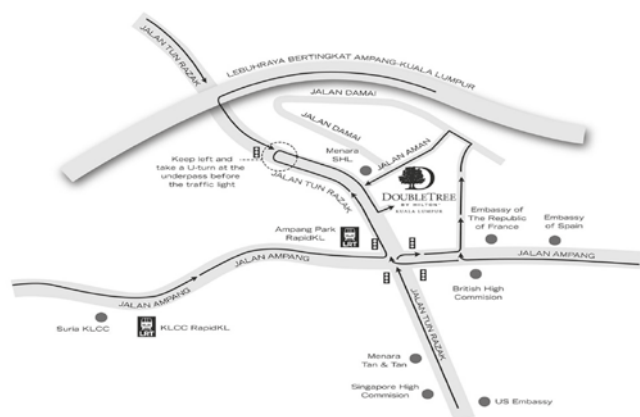 JALAN TUN RAZAK
LEBUHRAYA BERTINGKAT AMPANG-KUALA LUMPUR
JALAN DAMAI
JALAN DAMAI
Keep left and
take a U-turn at the
underpass before
the traffic light
Menara
SHL
JALAN AMAN
JALAN TUN RAZAK
DOUBLETREE
BY HILTON
KUALA LUMPUR
Embassy of
The Republic
of France
Embassy
of Spain
Ampang Park
RapidKL
LRT
JALAN AMPANG
JALAN AMPANG
British High
Commision
JALAN AMPANG
Suria KLCC
LRT
KLCC RapidKL
JALAN TUN RAZAK
Menara
Tan & Tan
Singapore High
Commision
US Embassy